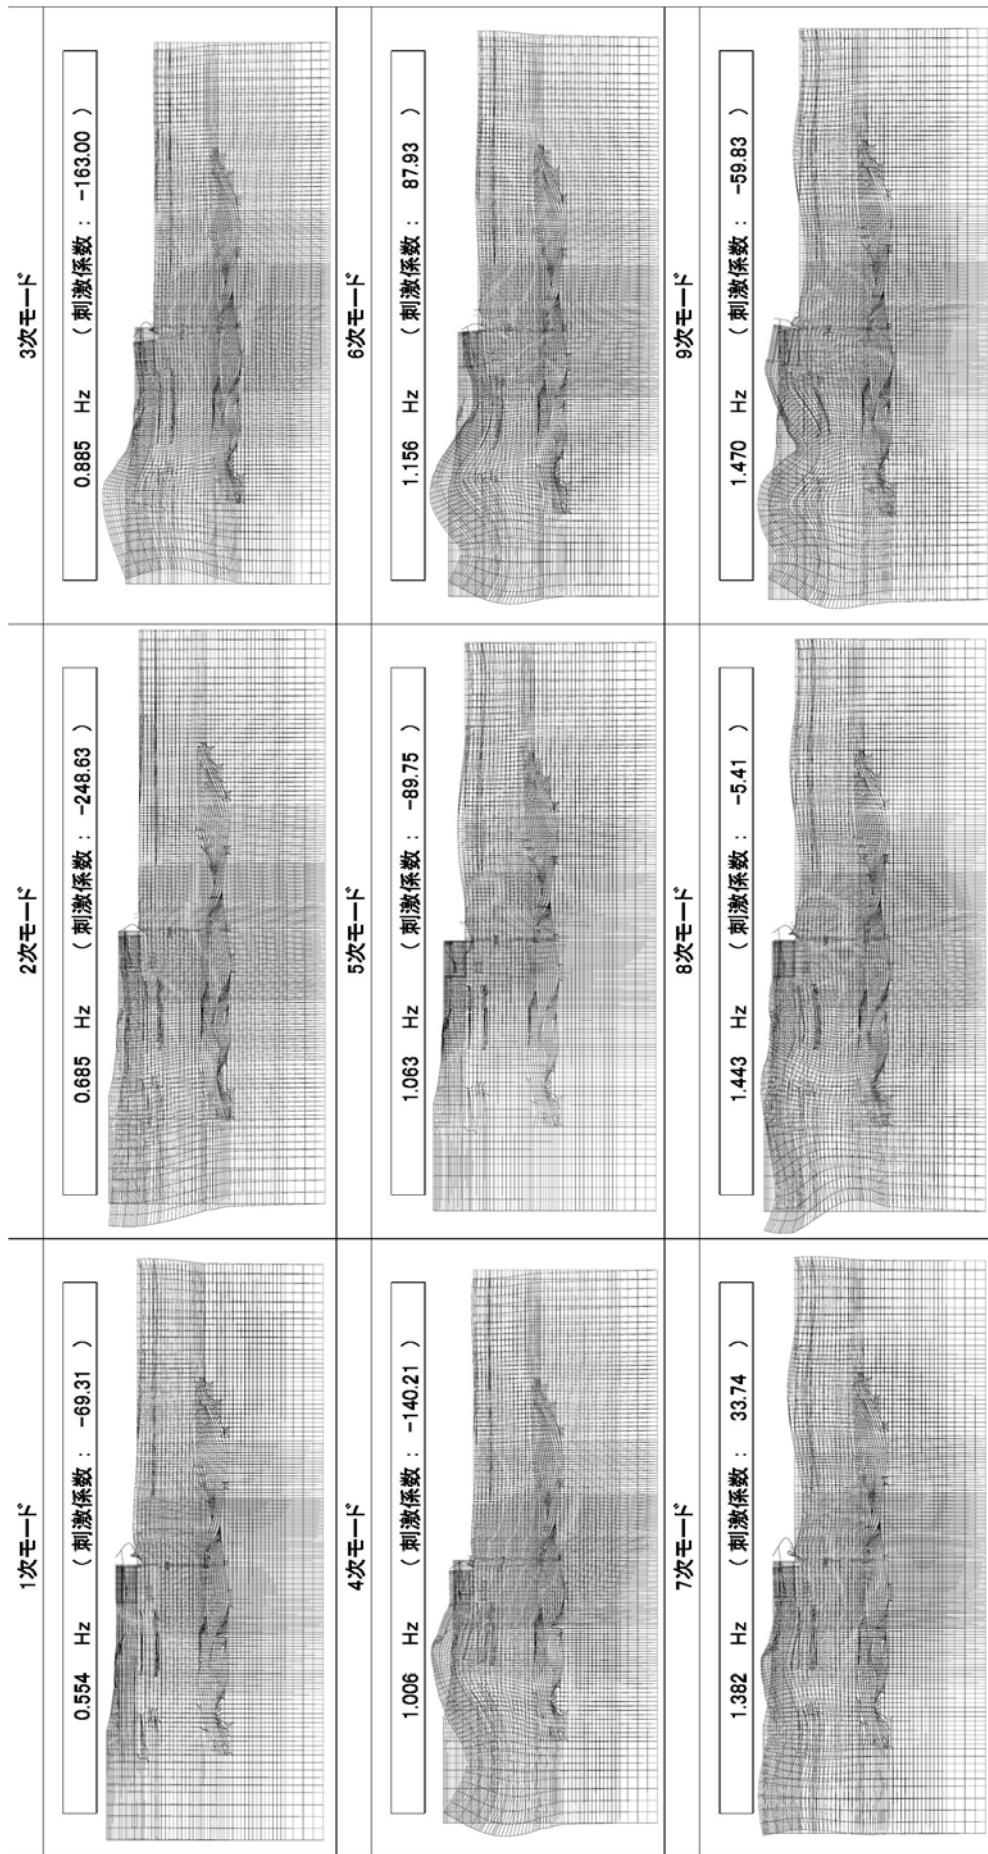 1次モード
0.554 Hz (刺激係数: -69.31 )
2次モード
0.685 Hz (刺激係数: -248.63 )
3次モード
0.885 Hz (刺激係数: -163.00 )
4次モード
1.006 Hz (刺激係数: -140.21 )
5次モード
1.063 Hz (刺激係数: -89.75 )
6次モード
1.156 Hz (刺激係数: 87.93 )
7次モード
1.382 Hz (刺激係数: 33.74 )
8次モード
1.443 Hz (刺激係数: -5.41 )
9次モード
1.470 Hz (刺激係数: -59.83 )